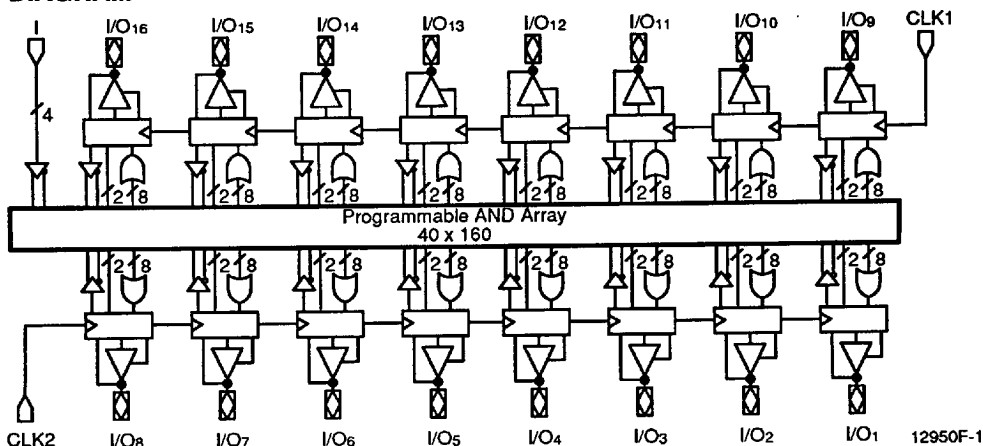 I I/O16 I/O15 I/O14 I/O13 I/O12 I/O11 I/O10 I/O9 CLK1
4
2 8 2 8 2 8 2 8 2 8 2 8 2 8 2 8
Programmable AND Array
40 x 160
2 8 2 8 2 8 2 8 2 8 2 8 2 8 2 8
CLK2 I/O8 I/O7 I/O6 I/O5 I/O4 I/O3 I/O2 I/O1 12950F-1